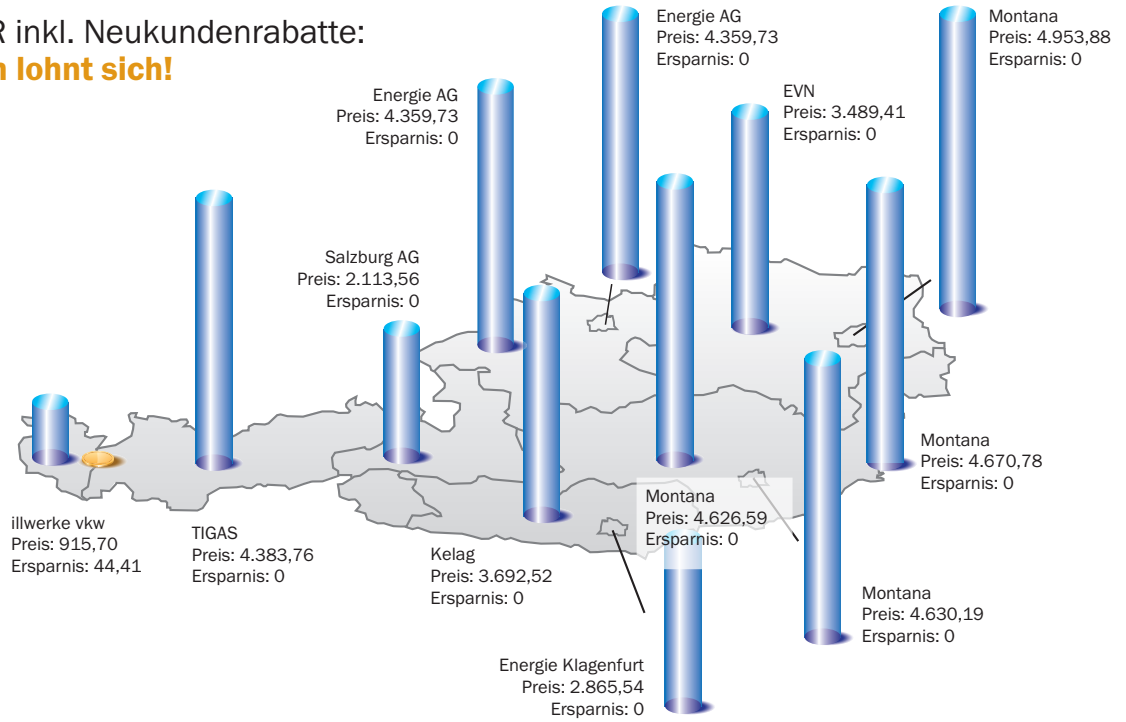 R inkl. Neukundenrabatte:
lohnt sich!
Energie AG
Preis: 4.359,73
Ersparnis: 0
Montana
Preis: 4.953,88
Ersparnis: 0
Energie AG
Preis: 4.359,73
Ersparnis: 0
EVN
Preis: 3.489,41
Ersparnis: 0
Salzburg AG
Preis: 2.113,56
Ersparnis: 0
Montana
Preis: 4.670,78
Ersparnis: 0
Montana
Preis: 4.626,59
Ersparnis: 0
illwerke vkw
Preis: 915,70
Ersparnis: 44,41
TIGAS
Preis: 4.383,76
Ersparnis: 0
Kelag
Preis: 3.692,52
Ersparnis: 0
Montana
Preis: 4.630,19
Ersparnis: 0
Energie Klagenfurt
Preis: 2.865,54
Ersparnis: 0